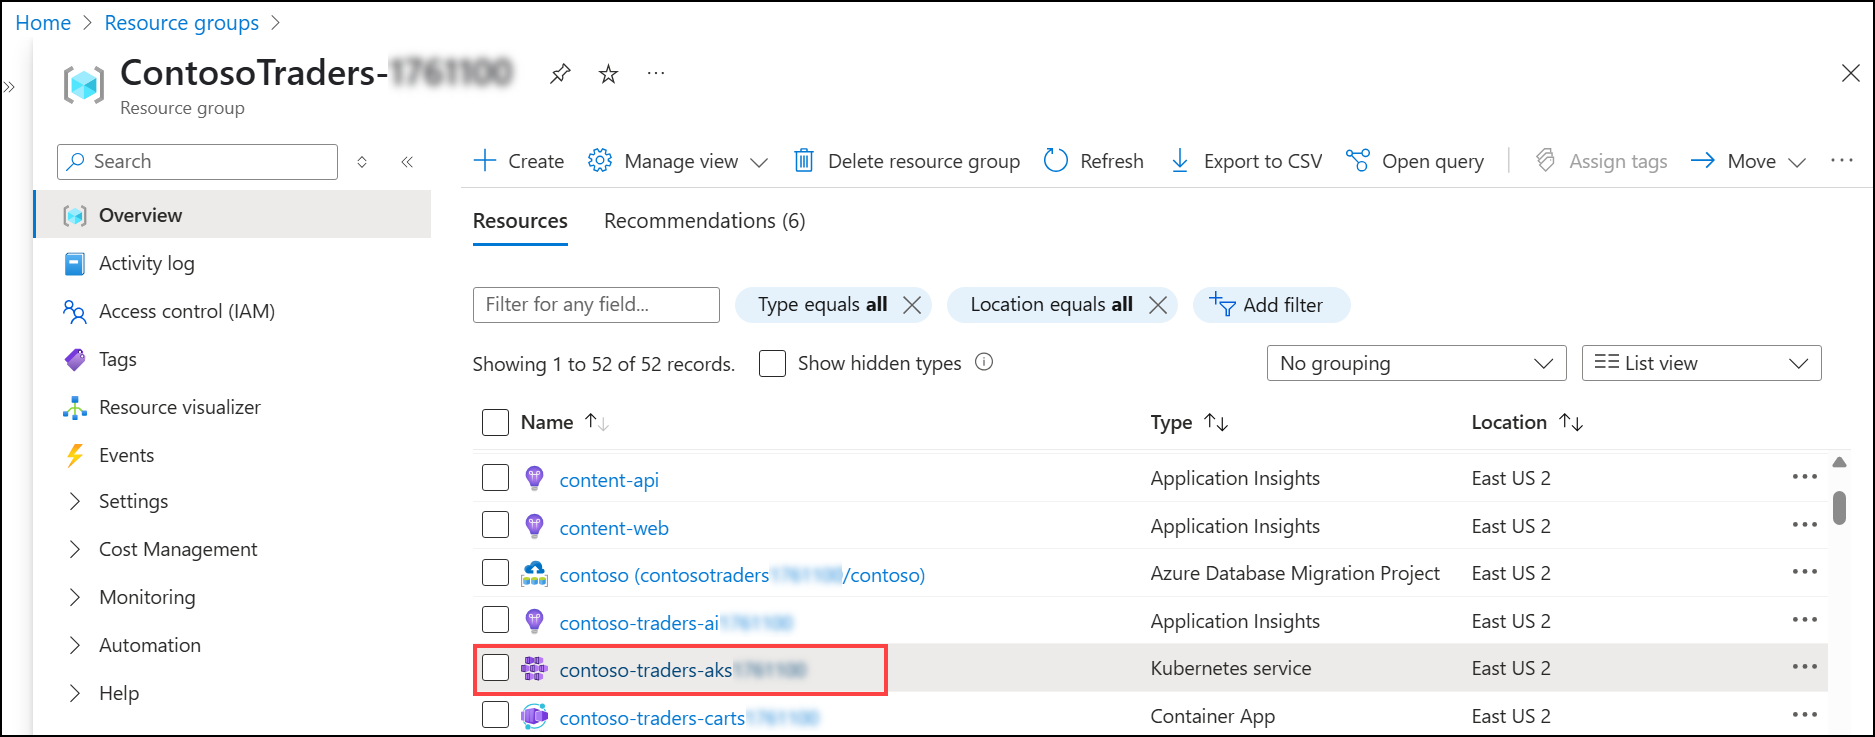 Home > Resource groups >
ContosoTraders-
Resource group
Search
Create Manage view Delete resource group Refresh Export to CSV Open query Assign tags Move
Overview
Activity log
Access control (IAM)
Tags
Resource visualizer
Events
Settings
Cost Management
Monitoring
Automation
Help
Resources Recommendations (6)
Filter for any field... Type equals all Location equals all Add filter
Showing 1 to 52 of 52 records. Show hidden types No grouping List view
Name Type Location
content-api Application Insights East US 2
content-web Application Insights East US 2
contoso (contosotraders /contoso) Azure Database Migration Project East US 2
contoso-traders-ai Application Insights East US 2
contoso-traders-aks Kubernetes service East US 2
contoso-traders-carts Container App East US 2